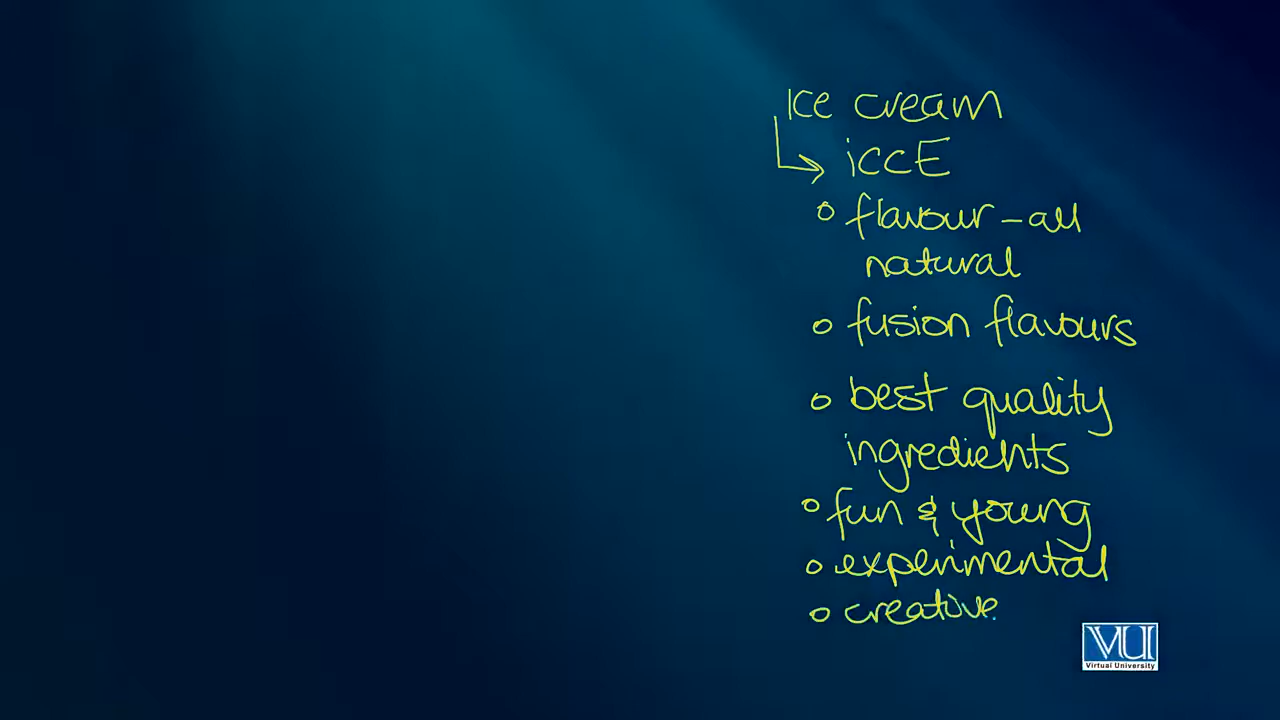 Ice cream
iccE
flavour - all
natural
fusion flavours
best quality
ingredients
fun & young
experimental
creative
VU
Virtual University